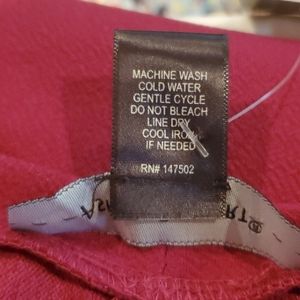 MACHINE WASH
COLD WATER
GENTLE CYCLE
DO NOT BLEACH
LINE DRY
COOL IRON
IF NEEDED
RN# 147502